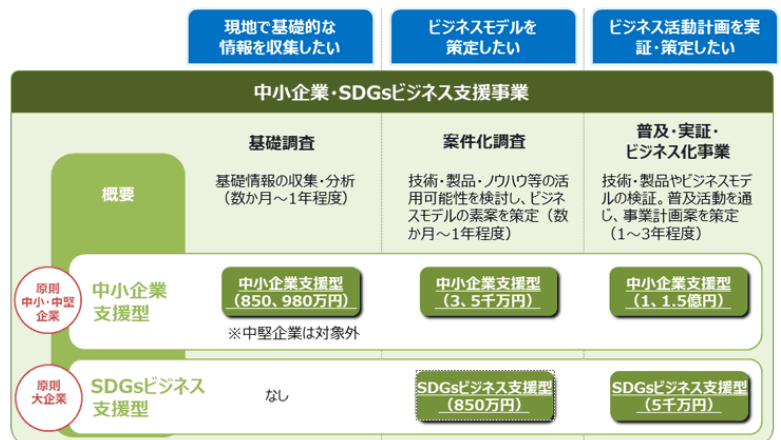 現地で基礎的な
情報を収集したい
ビジネスモデルを
策定したい
ビジネス活動計画を実
証・策定したい
中小企業・SDGsビジネス支援事業
概要
基礎調査
基礎情報の収集・分析
（数か月～1年程度）
案件化調査
技術・製品・ノウハウ等の活
用可能性を検討し、ビジネ
スモデルの素案を策定（数
か月～1年程度）
普及・実証・
ビジネス化事業
技術・製品やビジネスモデ
ルの検証。普及活動を通
じ、事業計画案を策定
（1～3年程度）
原則
中小・中堅
企業
中小企業
支援型
中小企業支援型
（850、980万円）
※中堅企業は対象外
中小企業支援型
（3、5千万円）
中小企業支援型
（1、1.5億円）
原則
大企業
SDGsビジネス
支援型
なし
SDGsビジネス支援型
（850万円）
SDGsビジネス支援型
（5千万円）